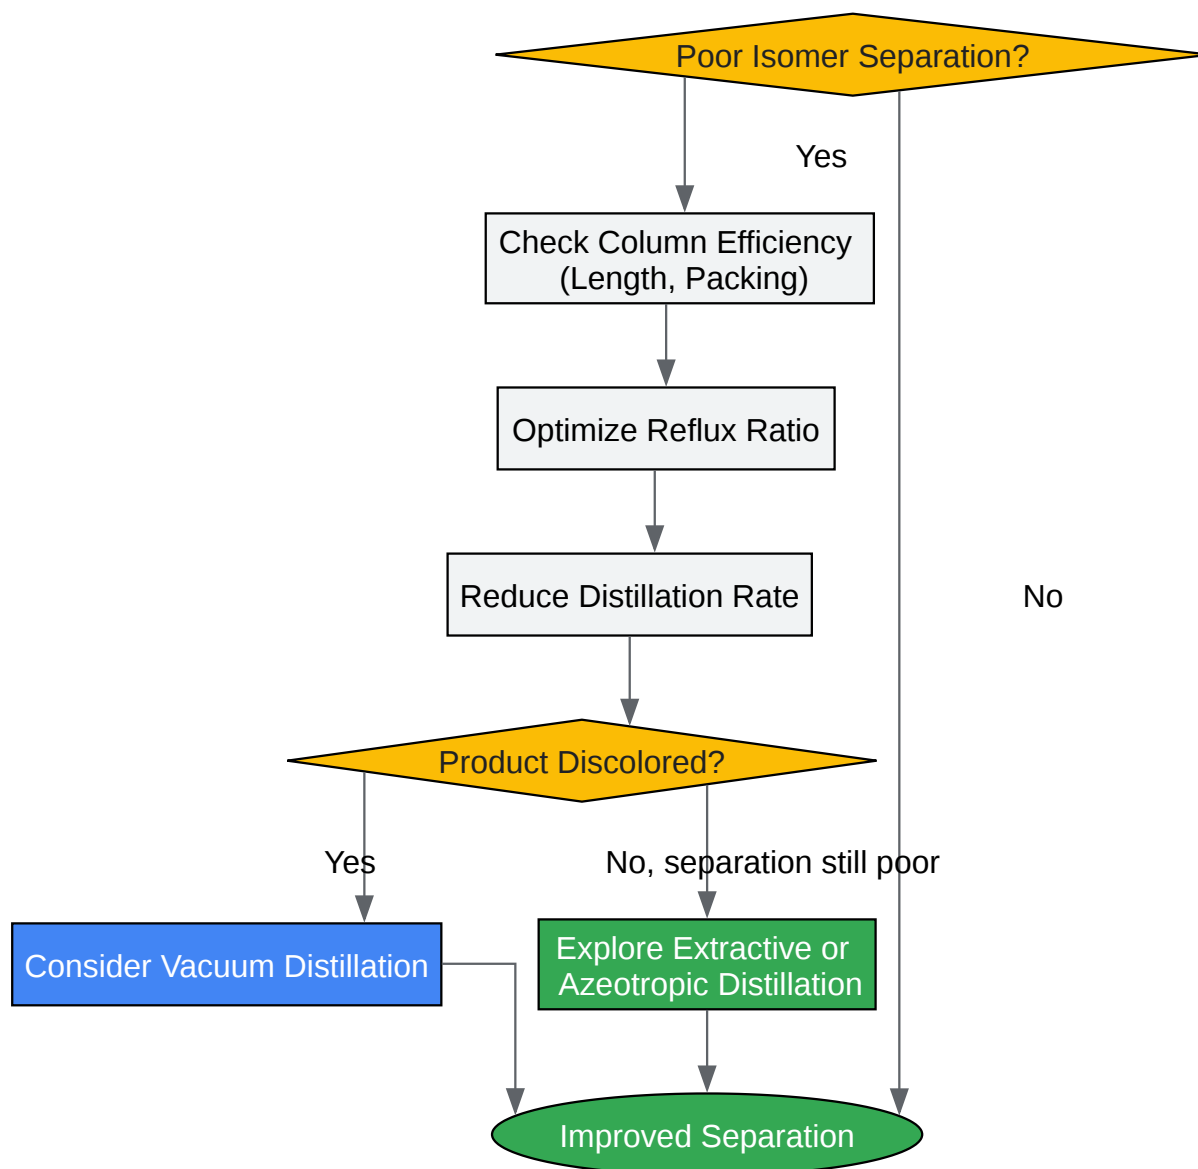 Poor Isomer Separation?
Yes
Check Column Efficiency
(Length, Packing)
Optimize Reflux Ratio
Reduce Distillation Rate
No
Product Discolored?
Yes
No, separation still poor
Consider Vacuum Distillation
Explore Extractive or
Azeotropic Distillation
Improved Separation